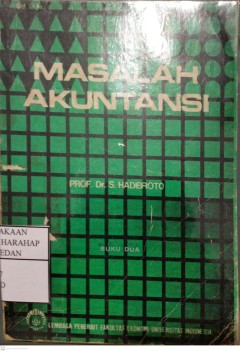 MASALAH
AKUNTANSI
PROF. Dr. S. HADIBROTO
BUKU DUA
AKAAN
HARAHAP
EDAN
LEMBAGA PENERBIT FAKULTAS EKONOMI UNIVERSITAS INDONESIA